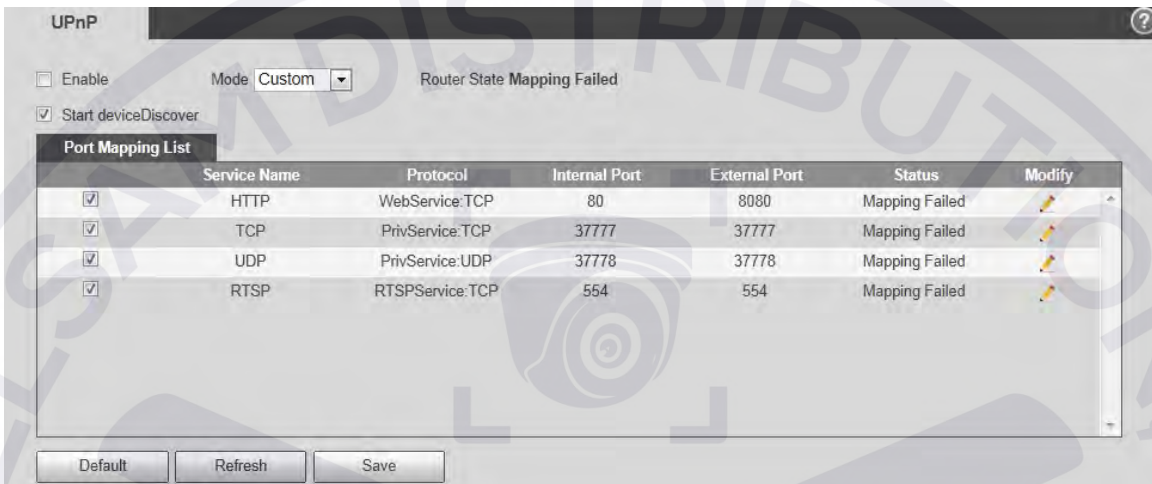 UPnP
?
Enable Mode Custom Router State Mapping Failed
Start deviceDiscover
Port Mapping List
Service Name Protocol Internal Port External Port Status Modify
HTTP WebService:TCP 80 8080 Mapping Failed
TCP PrivService:TCP 37777 37777 Mapping Failed
UDP PrivService:UDP 37778 37778 Mapping Failed
RTSP RTSPService:TCP 554 554 Mapping Failed
Default Refresh Save
SAM DISTRIBUTION